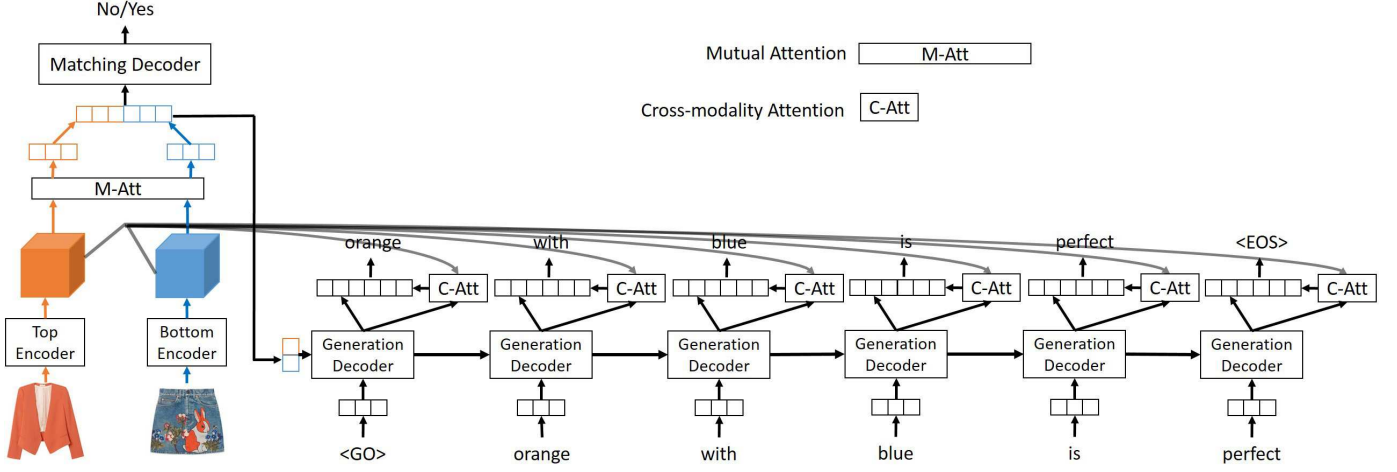 No/Yes
Matching Decoder
Mutual Attention M-Att
Cross-modality Attention C-Att
M-Att
orange with blue is perfect <EOS>
C-Att C-Att C-Att C-Att C-Att C-Att
Top
Encoder
Bottom
Encoder
Generation
Decoder
Generation
Decoder
Generation
Decoder
Generation
Decoder
Generation
Decoder
Generation
Decoder
<GO> orange with blue is perfect